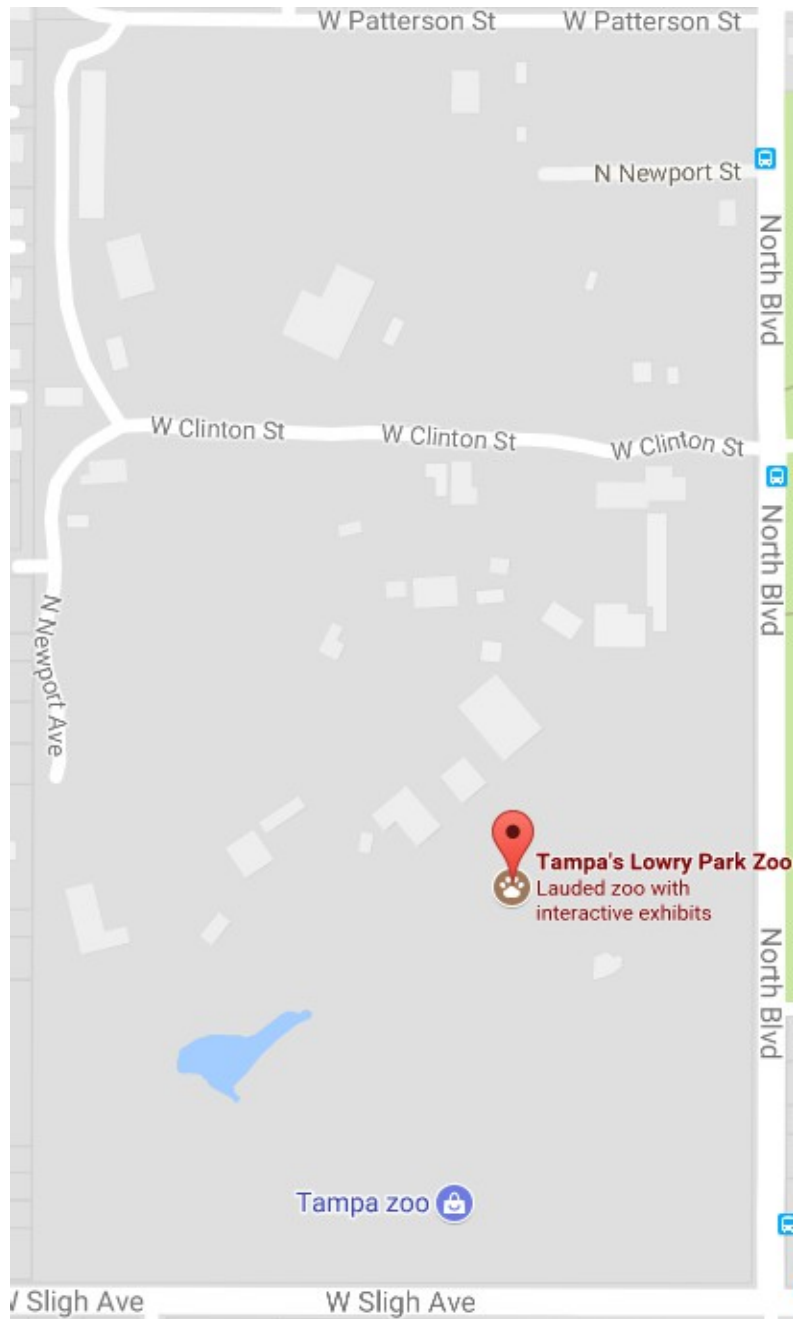 W Patterson St
W Patterson St
N Newport St
North Blvd
W Clinton St
W Clinton St
W Clinton St
North Blvd
N Newport Ave
Tampa's Lowry Park Zoo
Lauded zoo with
interactive exhibits
North Blvd
Tampa zoo
W Sligh Ave
W Sligh Ave